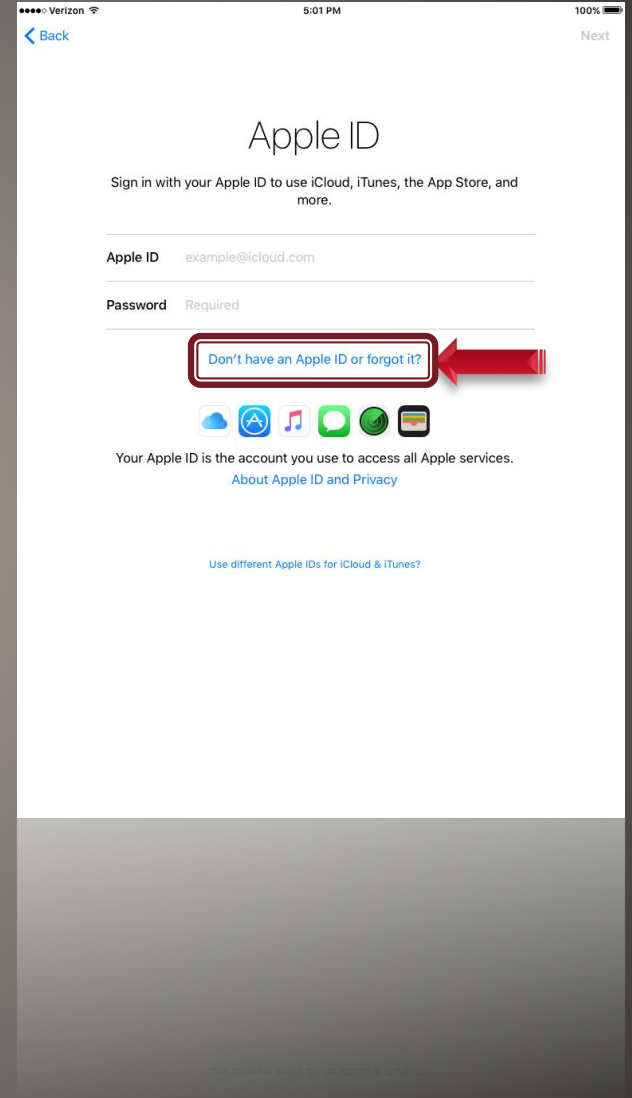 Verizon
5:01 PM
100%
Back
Next
Apple ID
Sign in with your Apple ID to use iCloud, iTunes, the App Store, and
more.
Apple ID example@icloud.com
Password Required
Don't have an Apple ID or forgot it?
Your Apple ID is the account you use to access all Apple services.
About Apple ID and Privacy
Use different Apple IDs for iCloud & iTunes?